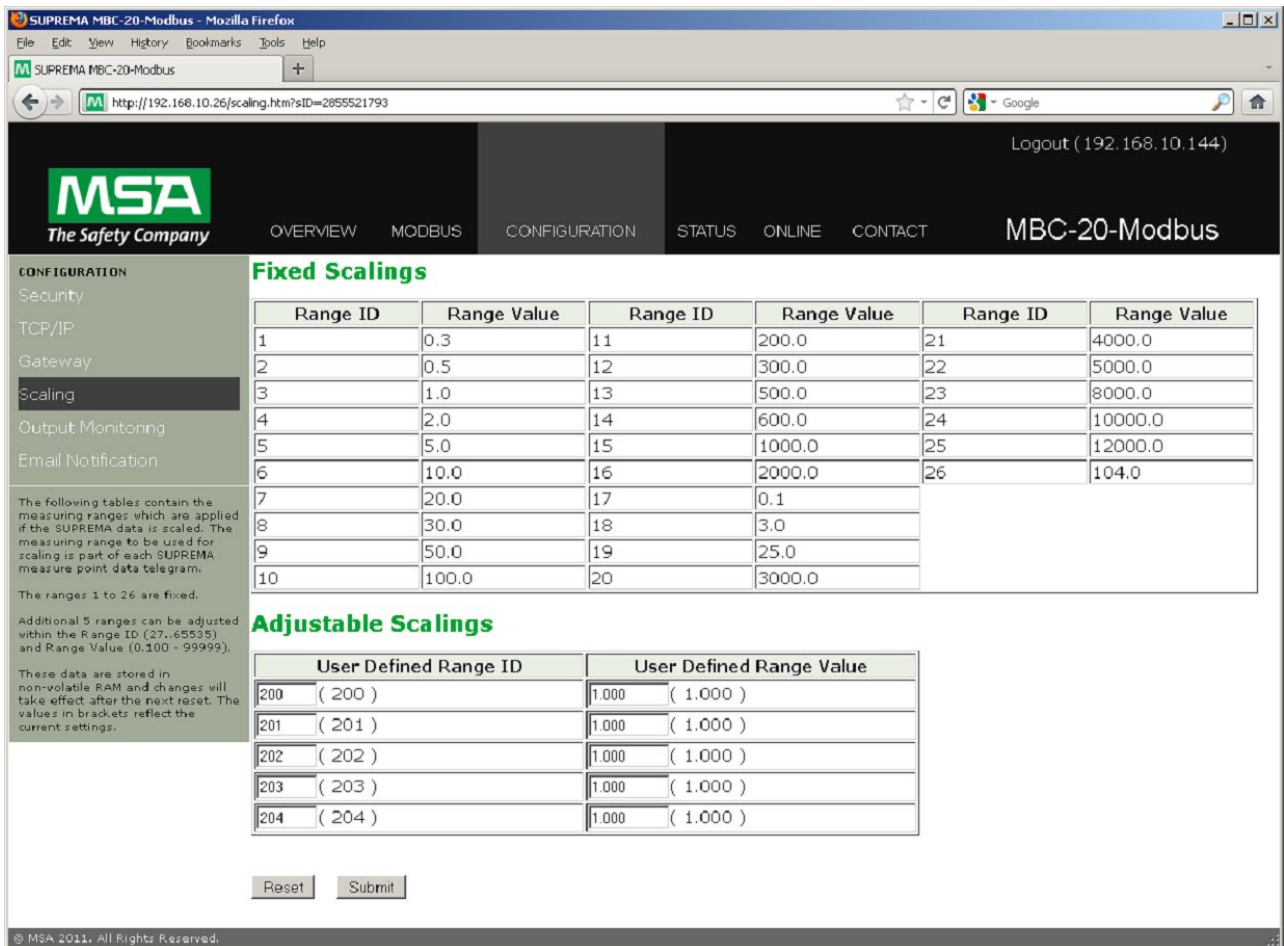 SUPREMA MBC-20-Modbus - Mozilla Firefox
File Edit View History Bookmarks Tools Help
SUPREMA MBC-20-Modbus +
http://192.168.10.26/scaling.htm?sID=2855521793 Google
Logout (192.168.10.144)
MSA
The Safety Company
OVERVIEW MODBUS CONFIGURATION STATUS ONLINE CONTACT MBC-20-Modbus
CONFIGURATION
Security
TCP/IP
Gateway
Scaling
Output Monitoring
Email Notification
The following tables contain the
measuring ranges which are applied
if the SUPREMA data is scaled. The
measuring range to be used for
scaling is part of each SUPREMA
measure point data telegram.
The ranges 1 to 26 are fixed.
Additional 5 ranges can be adjusted
within the Range ID (27..65535)
and Range Value (0.100 - 99999).
These data are stored in
non-volatile RAM and changes will
take effect after the next reset. The
values in brackets reflect the
current settings.
Fixed Scalings
Range ID Range Value Range ID Range Value Range ID Range Value
1 0.3 11 200.0 21 4000.0
2 0.5 12 300.0 22 5000.0
3 1.0 13 500.0 23 8000.0
4 2.0 14 600.0 24 10000.0
5 5.0 15 1000.0 25 12000.0
6 10.0 16 2000.0 26 104.0
7 20.0 17 0.1
8 30.0 18 3.0
9 50.0 19 25.0
10 100.0 20 3000.0
Adjustable Scalings
User Defined Range ID User Defined Range Value
200 ( 200 ) 1.000 ( 1.000 )
201 ( 201 ) 1.000 ( 1.000 )
202 ( 202 ) 1.000 ( 1.000 )
203 ( 203 ) 1.000 ( 1.000 )
204 ( 204 ) 1.000 ( 1.000 )
Reset Submit
© MSA 2011. All Rights Reserved.